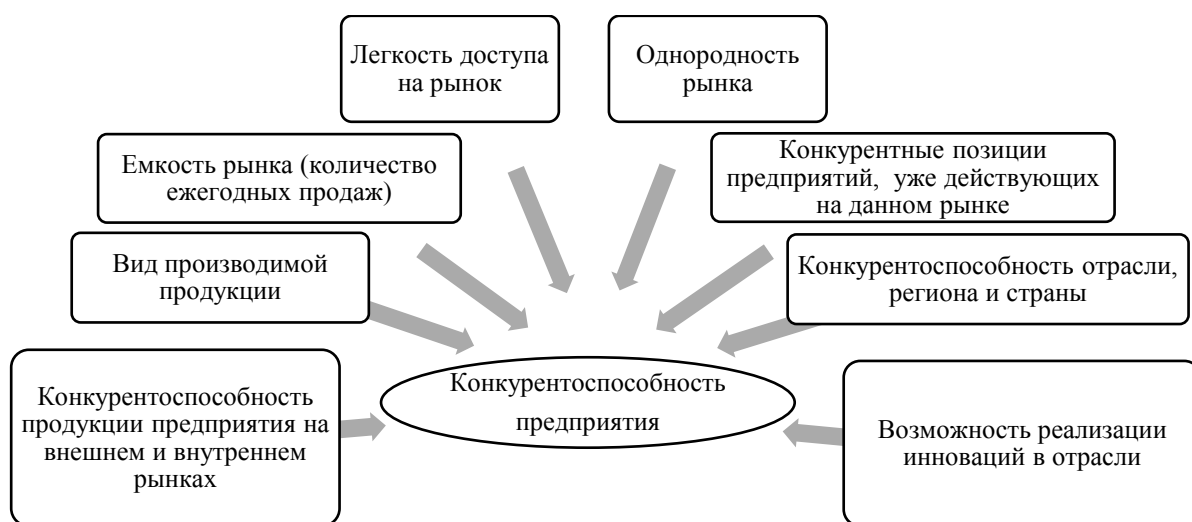 Легкость доступа
на рынок
Однородность
рынка
Емкость рынка (количество
ежегодных продаж)
Конкурентные позиции
предприятий, уже действующих
на данном рынке
Вид производимой
продукции
Конкурентоспособность отрасли,
региона и страны
Конкурентоспособность
продукции предприятия на
внешнем и внутреннем
рынках
Конкурентоспособность
предприятия
Возможность реализации
инноваций в отрасли